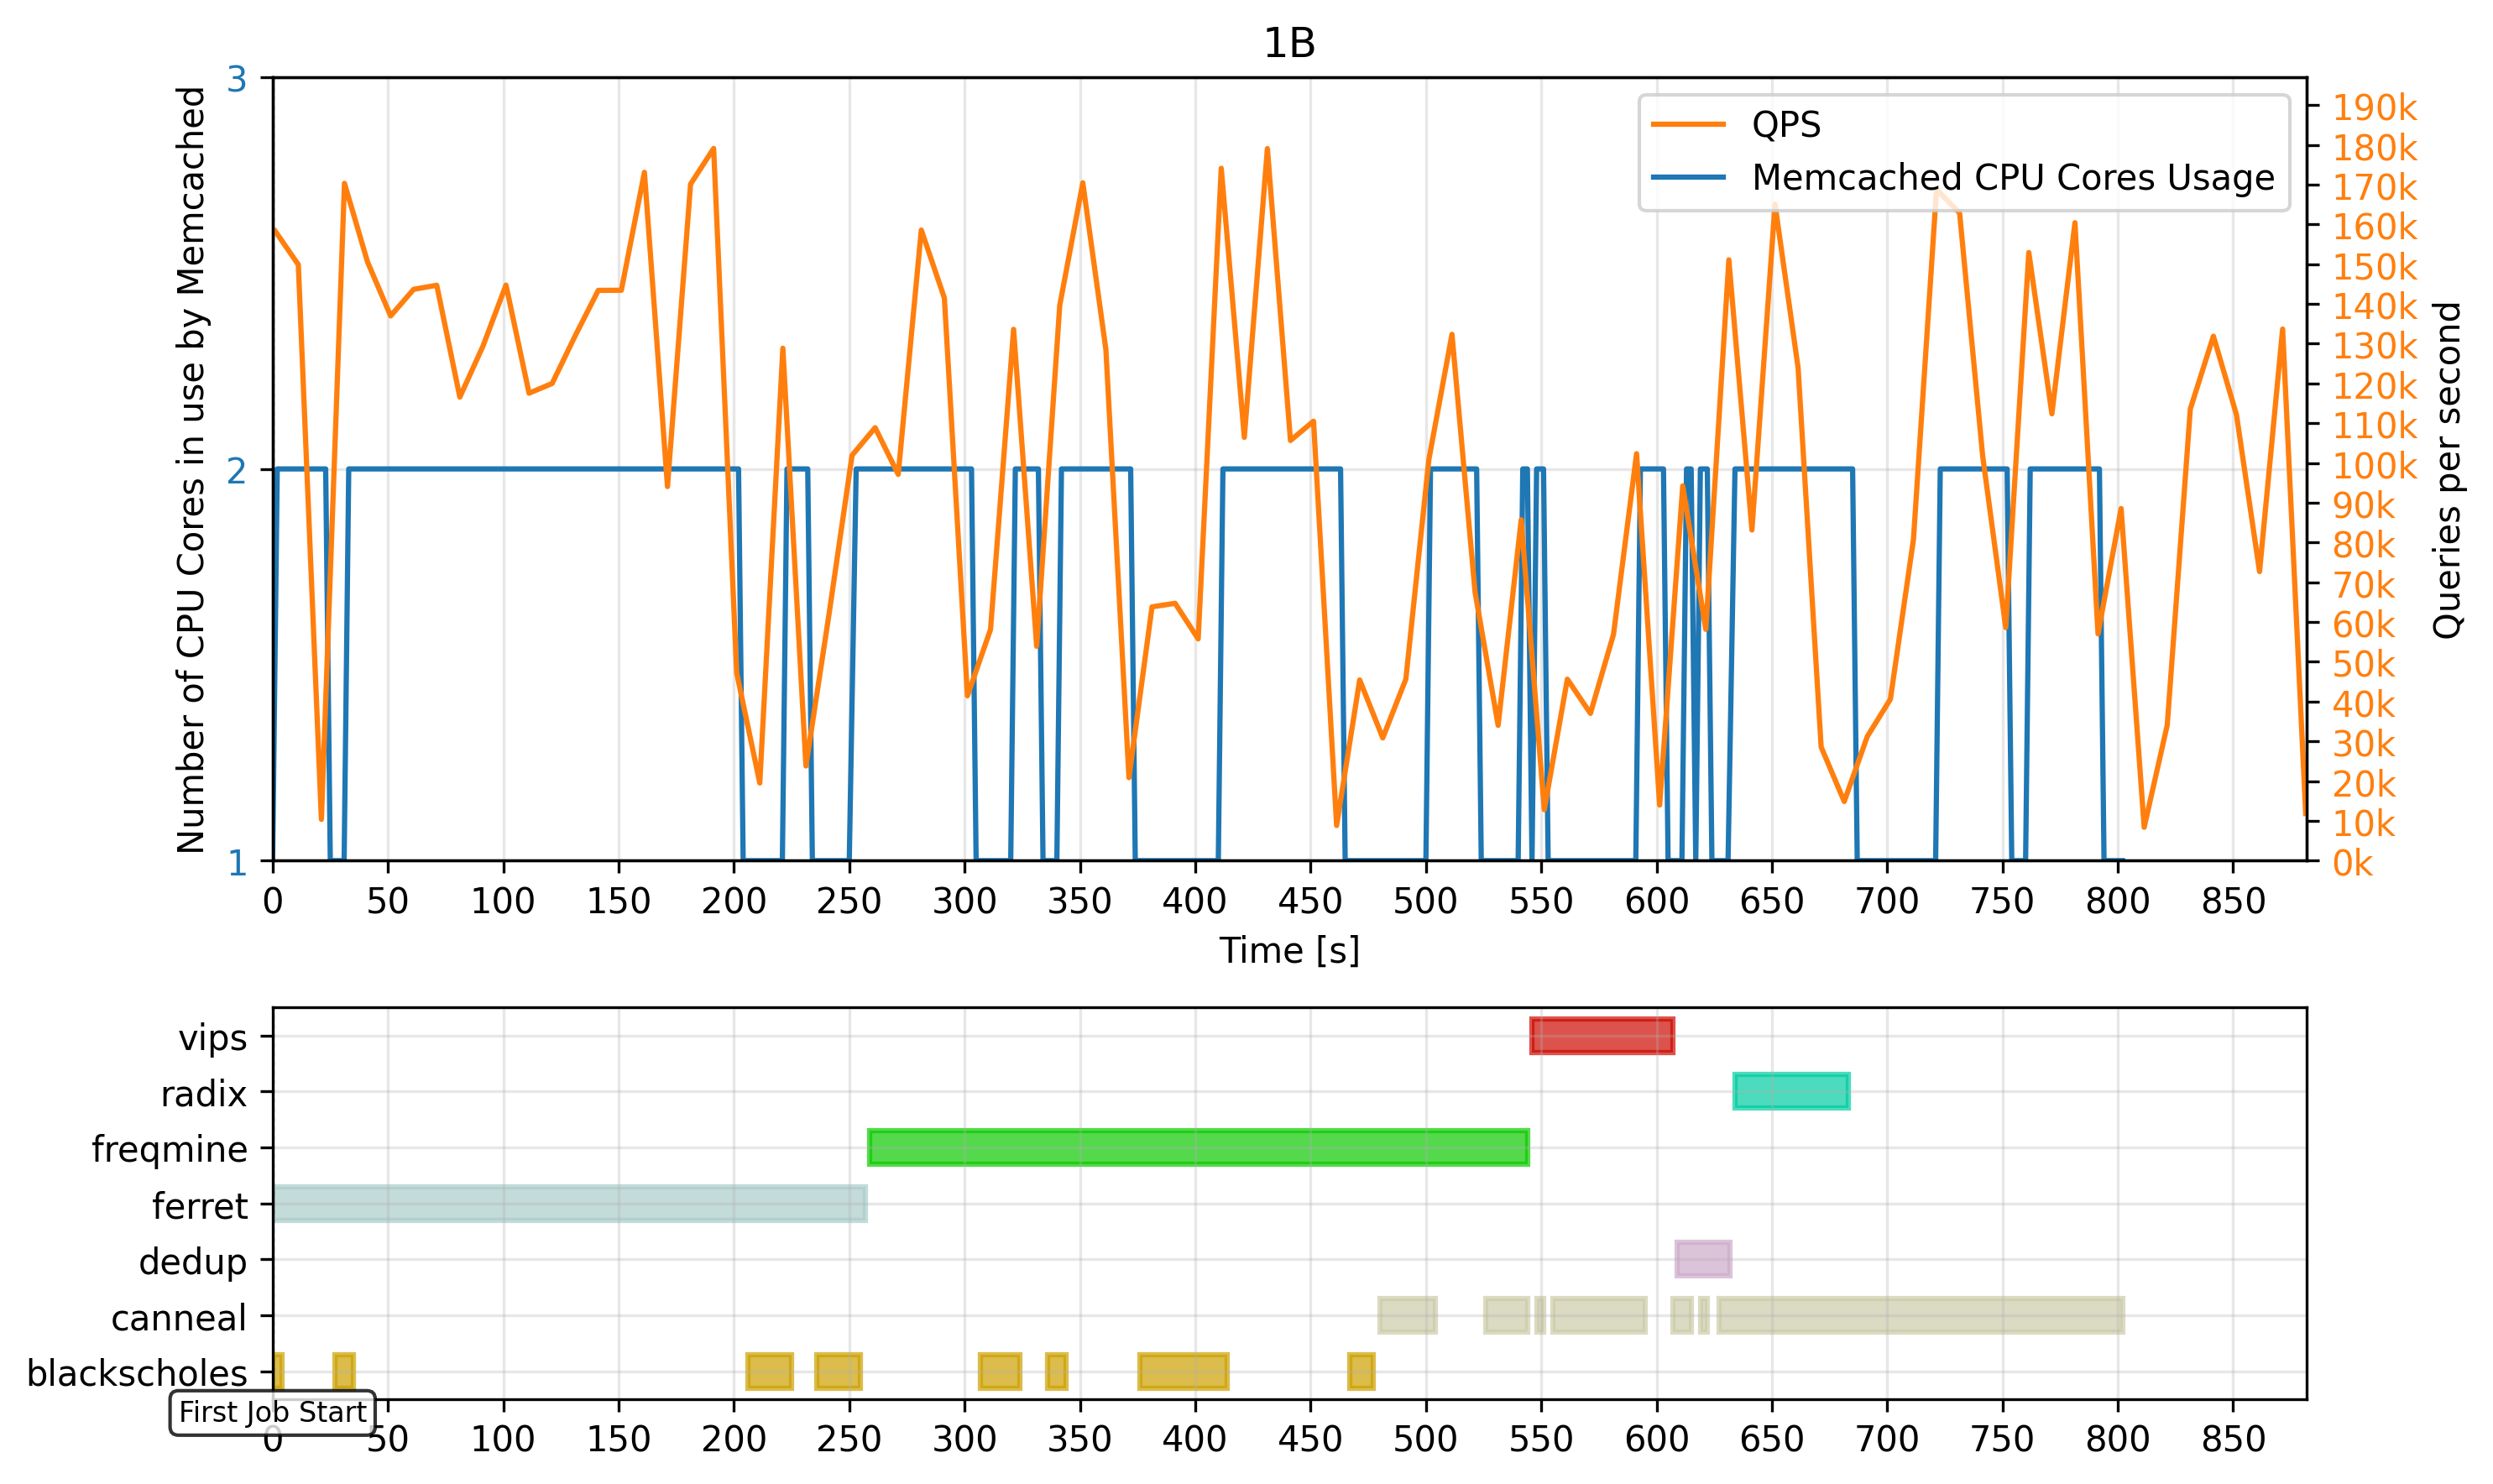 1B
Number of CPU Cores in use by Memcached
3
2
1
QPS
Memcached CPU Cores Usage
190k
180k
170k
160k
150k
140k
130k
120k
110k
100k
90k
80k
70k
60k
50k
40k
30k
20k
10k
0k
Queries per second
0 50 100 150 200 250 300 350 400 450 500 550 600 650 700 750 800 850
Time [s]
vips
radix
freqmine
ferret
dedup
canneal
blackscholes
First Job Start
0 50 100 150 200 250 300 350 400 450 500 550 600 650 700 750 800 850